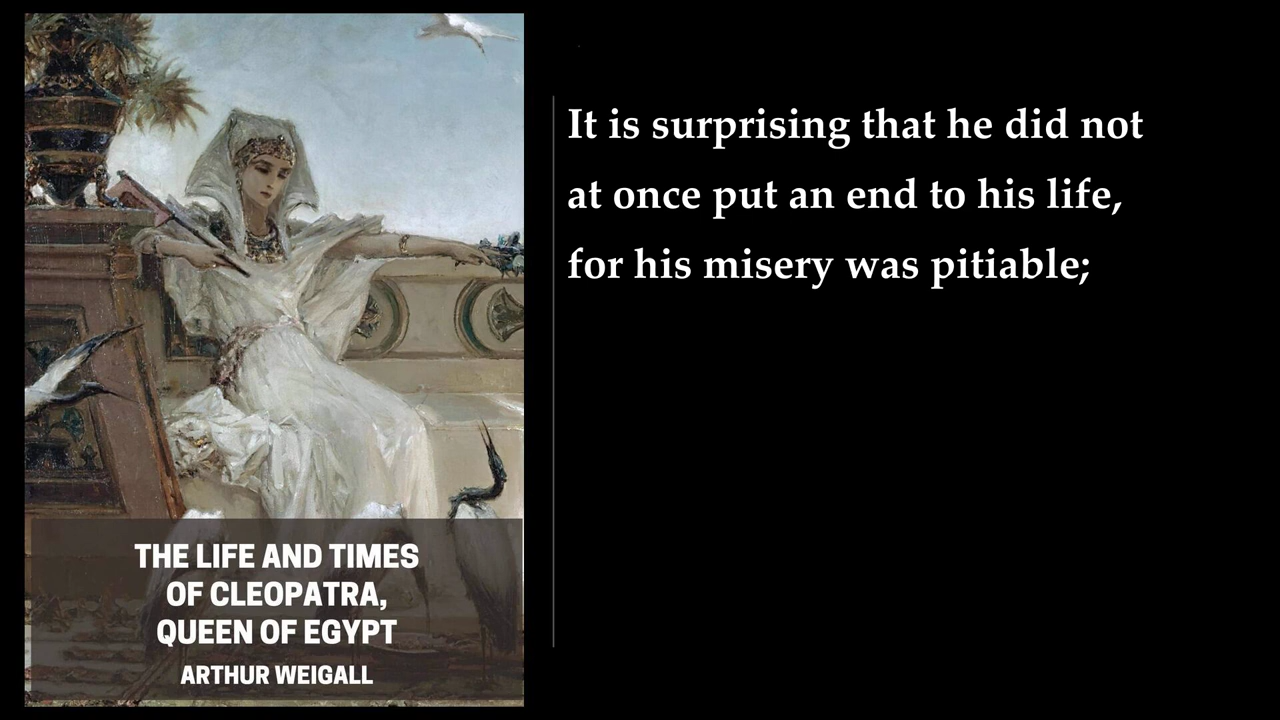 It is surprising that he did not
at once put an end to his life,
for his misery was pitiable;
THE LIFE AND TIMES
OF CLEOPATRA,
QUEEN OF EGYPT
ARTHUR WEIGALL